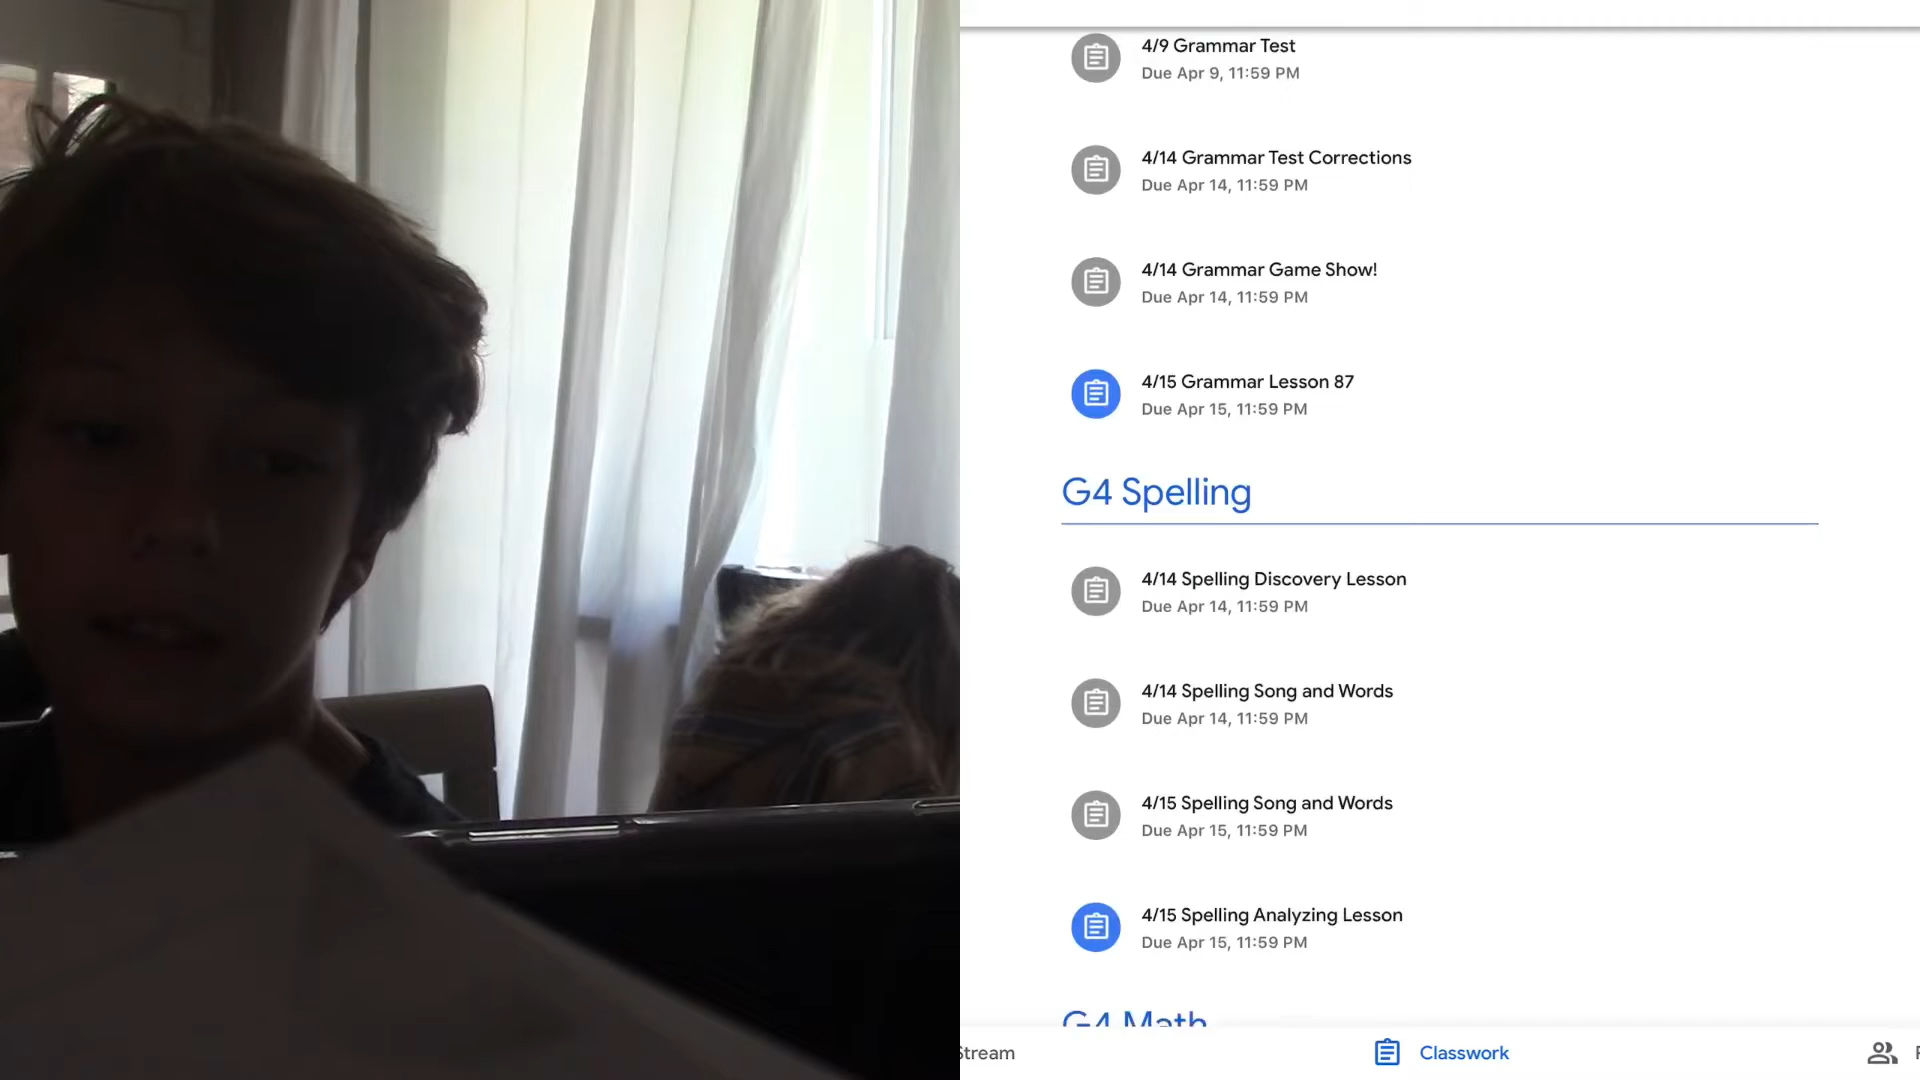 4/9 Grammar Test
Due Apr 9, 11:59 PM
4/14 Grammar Test Corrections
Due Apr 14, 11:59 PM
4/14 Grammar Game Show!
Due Apr 14, 11:59 PM
4/15 Grammar Lesson 87
Due Apr 15, 11:59 PM
G4 Spelling
4/14 Spelling Discovery Lesson
Due Apr 14, 11:59 PM
4/14 Spelling Song and Words
Due Apr 14, 11:59 PM
4/15 Spelling Song and Words
Due Apr 15, 11:59 PM
4/15 Spelling Analyzing Lesson
Due Apr 15, 11:59 PM
G4 Math
Stream
Classwork